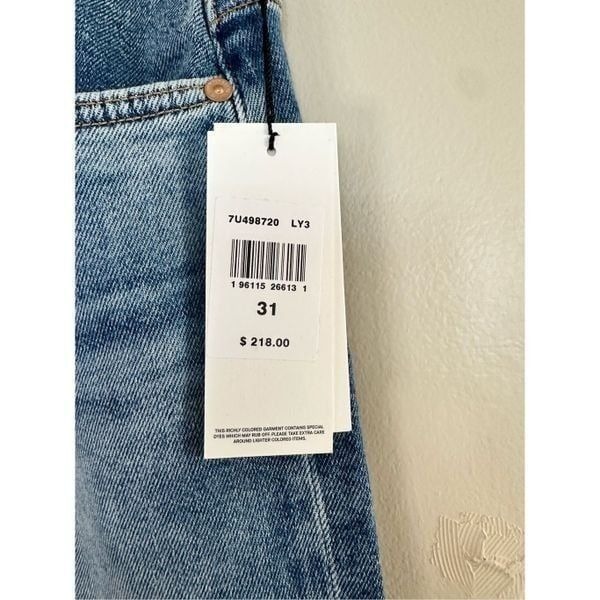 7U498720 LY3
1 96115 26613 1
31
$ 218.00
THIS RICHLY COLORED GARMENT CONTAINS SPECIAL
DYES WHICH MAY RUB OFF. PLEASE TAKE EXTRA CARE
AROUND LIGHTER COLORED ITEMS.